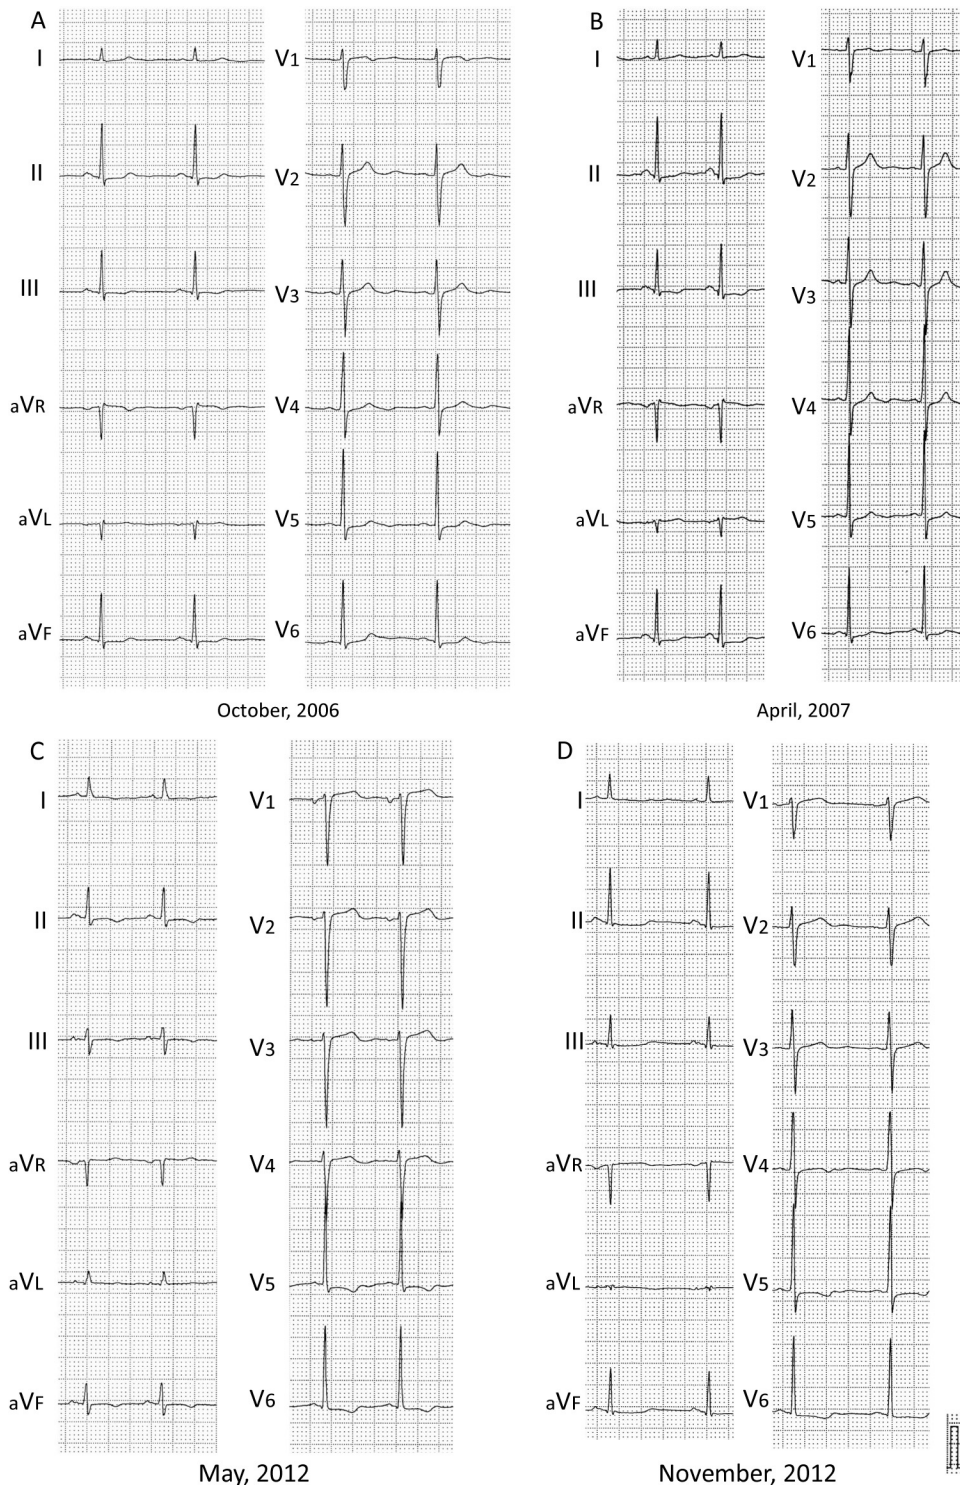 A
I
II
III
aVR
aVL
aVF
V1
V2
V3
V4
V5
V6
October, 2006
B
I
II
III
aVR
aVL
aVF
V1
V2
V3
V4
V5
V6
April, 2007
C
I
II
III
aVR
aVL
aVF
V1
V2
V3
V4
V5
V6
May, 2012
D
I
II
III
aVR
aVL
aVF
V1
V2
V3
V4
V5
V6
November, 2012